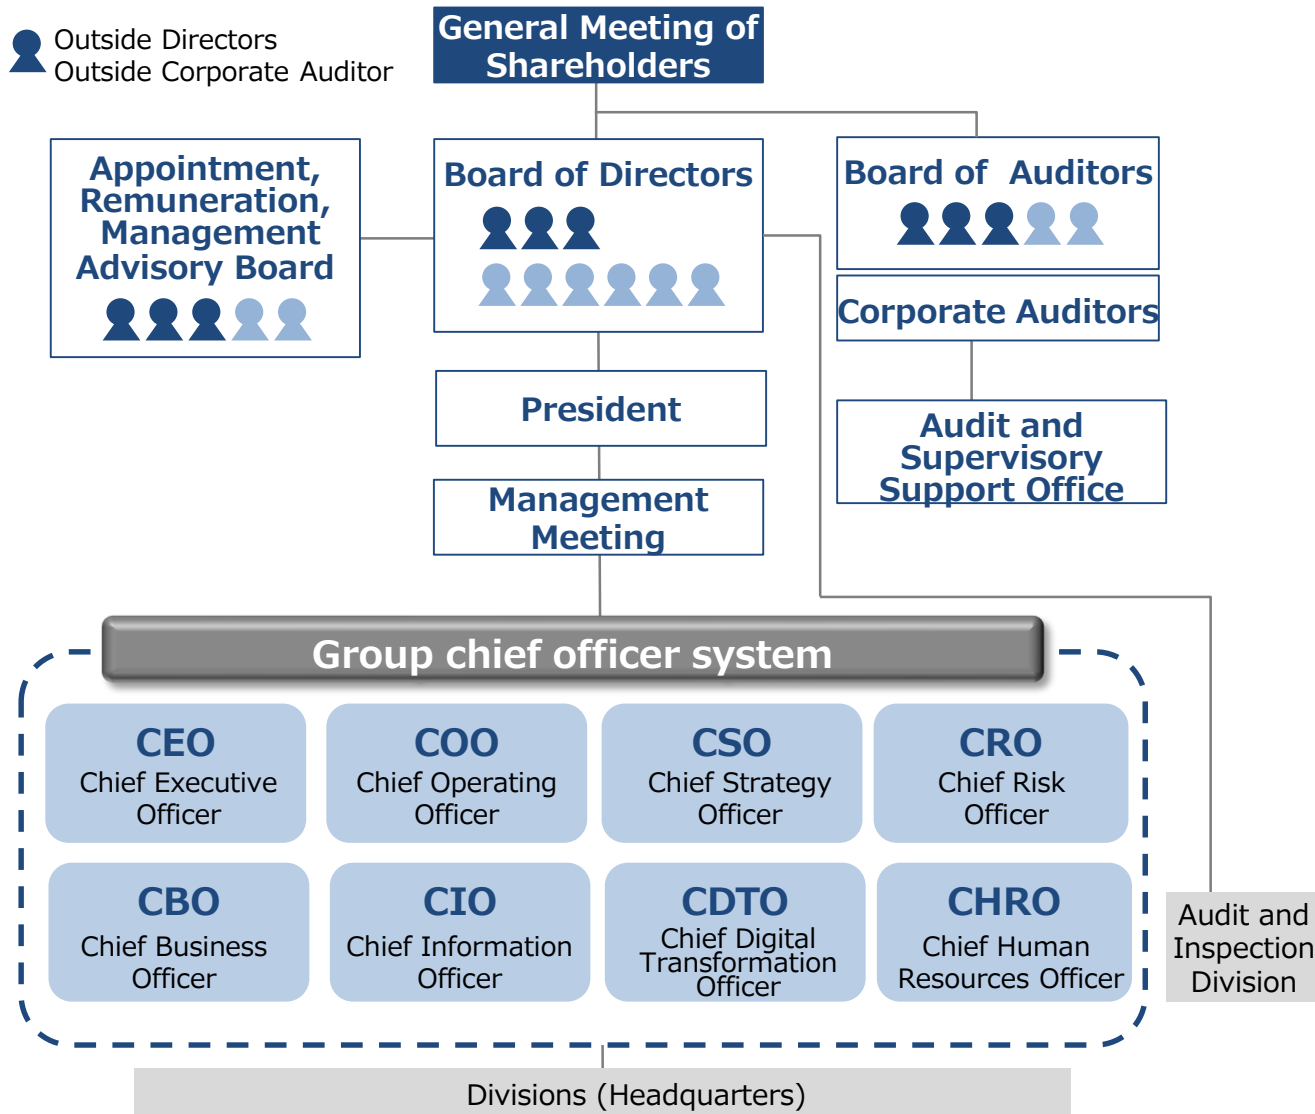 Outside Directors
Outside Corporate Auditor
General Meeting of
Shareholders
Appointment,
Remuneration,
Management
Advisory Board
Board of Directors
Board of Auditors
Corporate Auditors
President
Audit and
Supervisory
Support Office
Management
Meeting
Group chief officer system
CEO
Chief Executive
Officer
COO
Chief Operating
Officer
CSO
Chief Strategy
Officer
CRO
Chief Risk
Officer
CBO
Chief Business
Officer
CIO
Chief Information
Officer
CDTO
Chief Digital
Transformation
Officer
CHRO
Chief Human
Resources Officer
Audit and
Inspection
Division
Divisions (Headquarters)